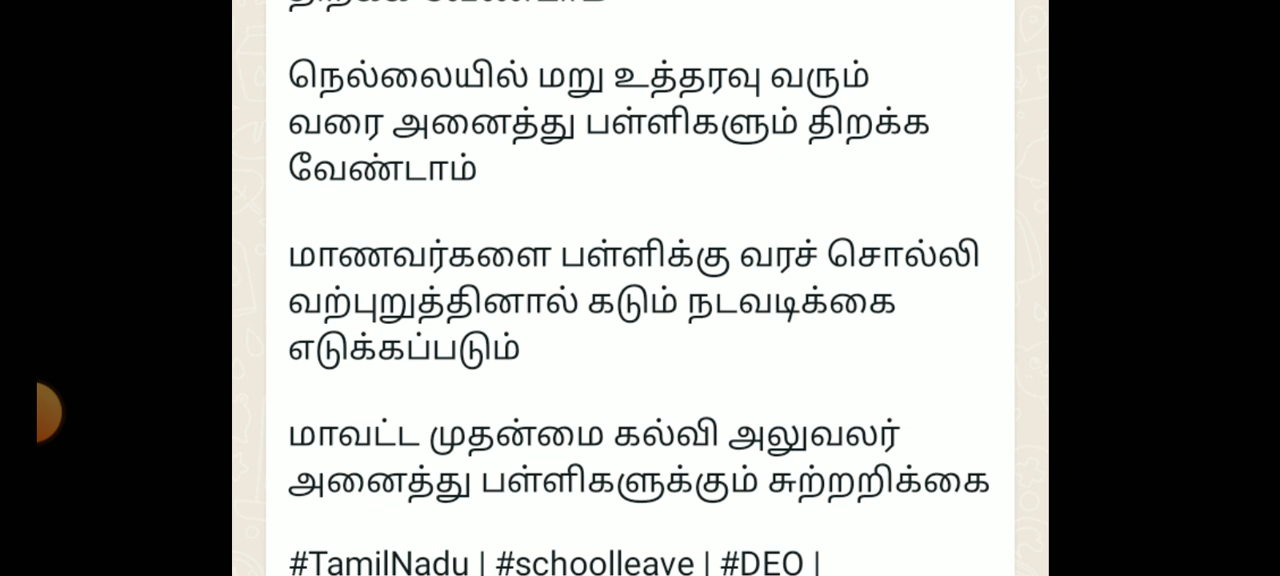 நெல்லையில் மறு உத்தரவு வரும்
வரை அனைத்து பள்ளிகளும் திறக்க
வேண்டாம்
மாணவர்களை பள்ளிக்கு வரச் சொல்லி
வற்புறுத்தினால் கடும் நடவடிக்கை
எடுக்கப்படும்
மாவட்ட முதன்மை கல்வி அலுவலர்
அனைத்து பள்ளிகளுக்கும் சுற்றறிக்கை
#TamilNadu | #schoolleave | #DEO |